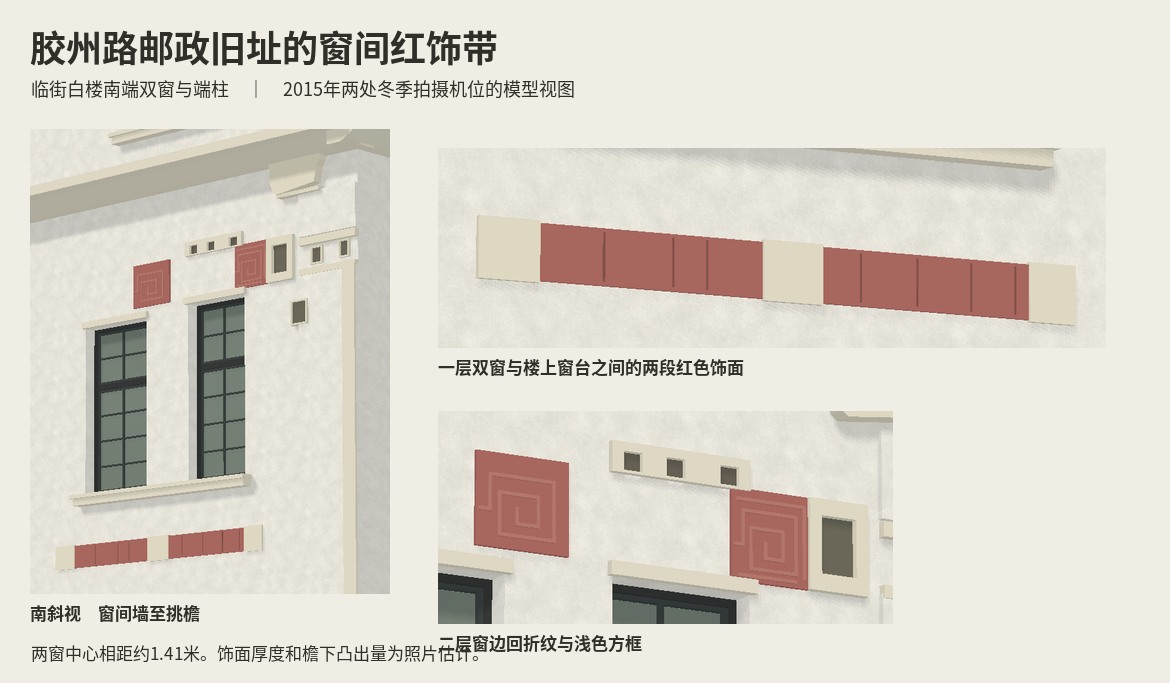 胶州路邮政旧址的窗间红饰带
临街白楼南端双窗与端柱 | 2015年两处冬季拍摄机位的模型视图
一层双窗与楼上窗台之间的两段红色饰面
南斜视 窗间墙至挑檐
二层窗边回折纹与浅色方框
两窗中心相距约1.41米。饰面厚度和檐下凸出量为照片估计。